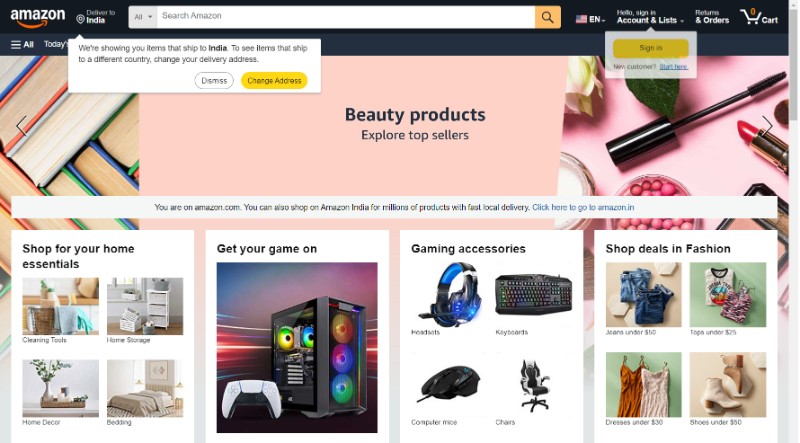 amazon
Deliver to
India
All
Search Amazon
EN
Hello, sign in
Account & Lists
Returns
& Orders
0
Cart
All
Today's
We're showing you items that ship to India. To see items that ship
to a different country, change your delivery address.
Dismiss
Change Address
Sign in
New customer? Start here.
Beauty products
Explore top sellers
You are on amazon.com. You can also shop on Amazon India for millions of products with fast local delivery. Click here to go to amazon.in
Shop for your home
essentials
Cleaning Tools
Home Storage
Home Decor
Bedding
Get your game on
Gaming accessories
Headsets
Keyboards
Computer mice
Chairs
Shop deals in Fashion
Jeans under $50
Tops under $25
Dresses under $30
Shoes under $50